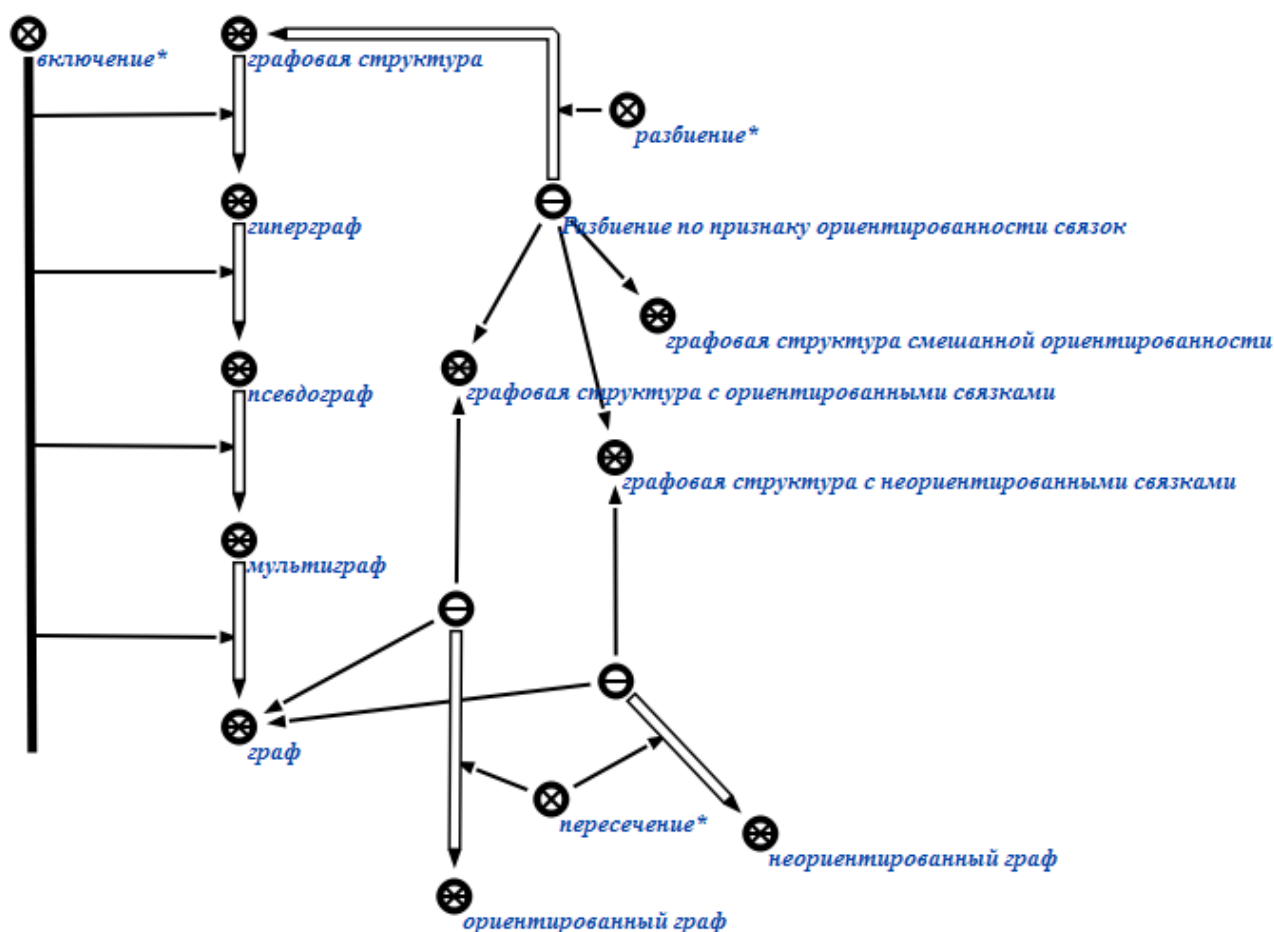 включение*
графовая структура
разбиение*
гиперграф
Разбиение по признаку ориентированности связок
графовая структура смешанной ориентированности
псевдограф
графовая структура с ориентированными связками
графовая структура с неориентированными связками
мультиграф
граф
пересечение*
неориентированный граф
ориентированный граф